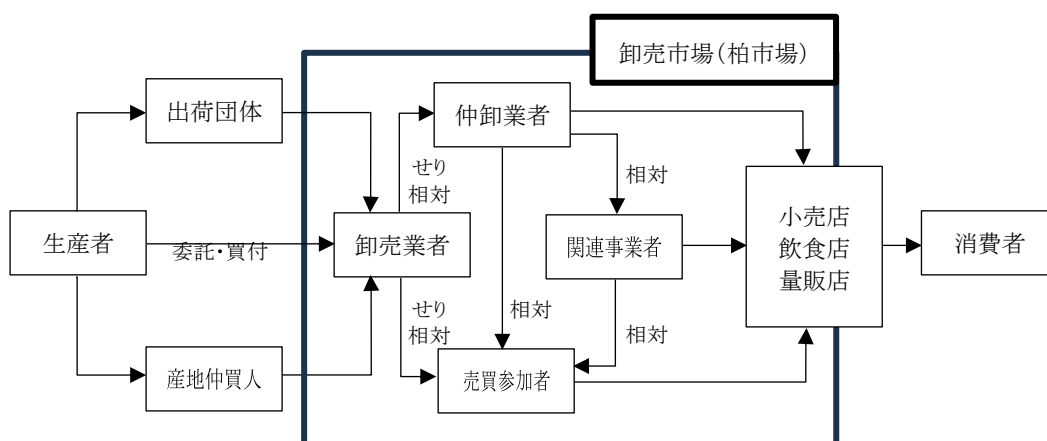 卸売市場(柏市場)
出荷団体
仲卸業者
せり
相対
相対
生産者
委託・買付
卸売業者
関連事業者
小売店
飲食店
量販店
消費者
せり
相対
相対
相対
産地仲買人
売買参加者